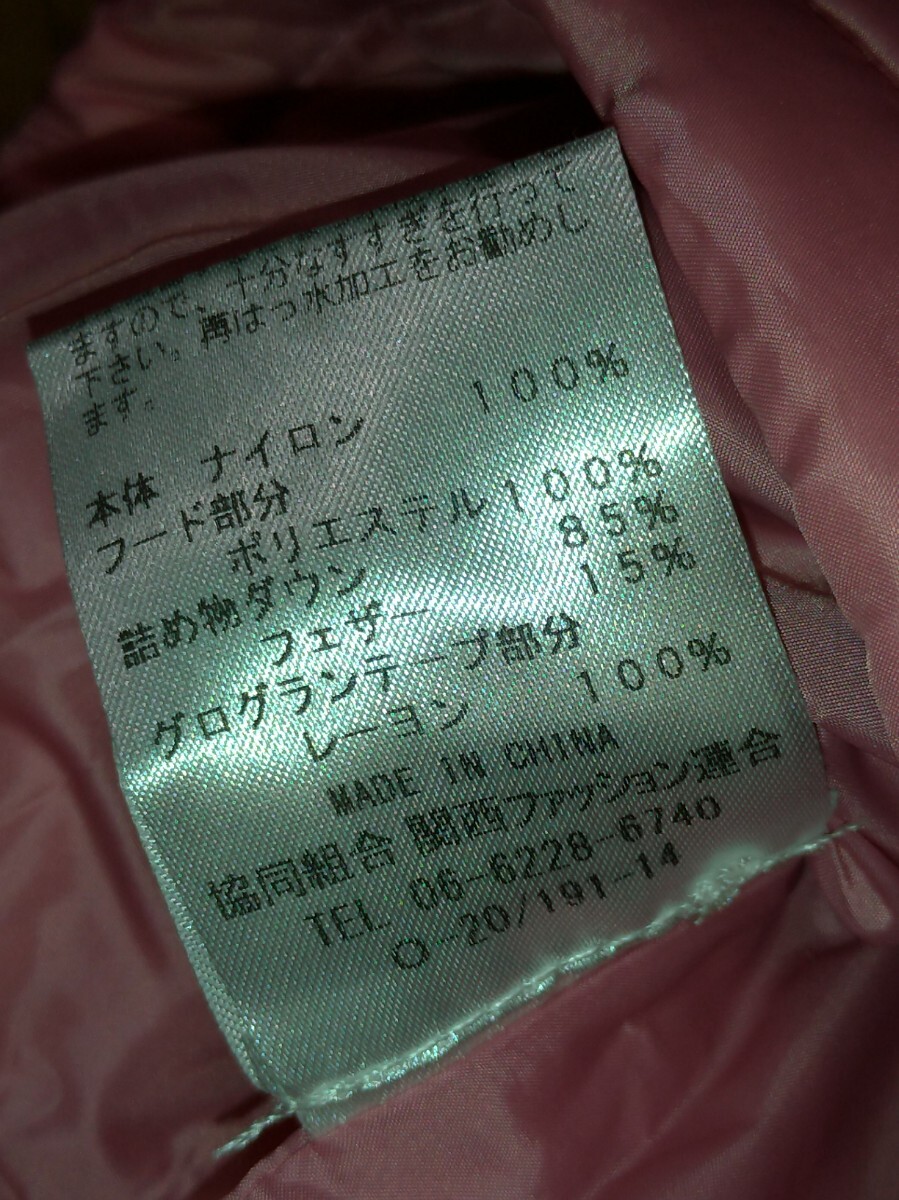 ますので、十分なすすぎを行って
下さい。再はっ水加工をお勧めし
ます。
本体 ナイロン 100%
フード部分
ポリエステル 100%
詰め物ダウン 85%
フェザー 15%
グログランテープ部分
レーヨン 100%
MADE IN CHINA
協同組合 関西ファッション連合
TEL 06-6228-6740
O-20/191-14